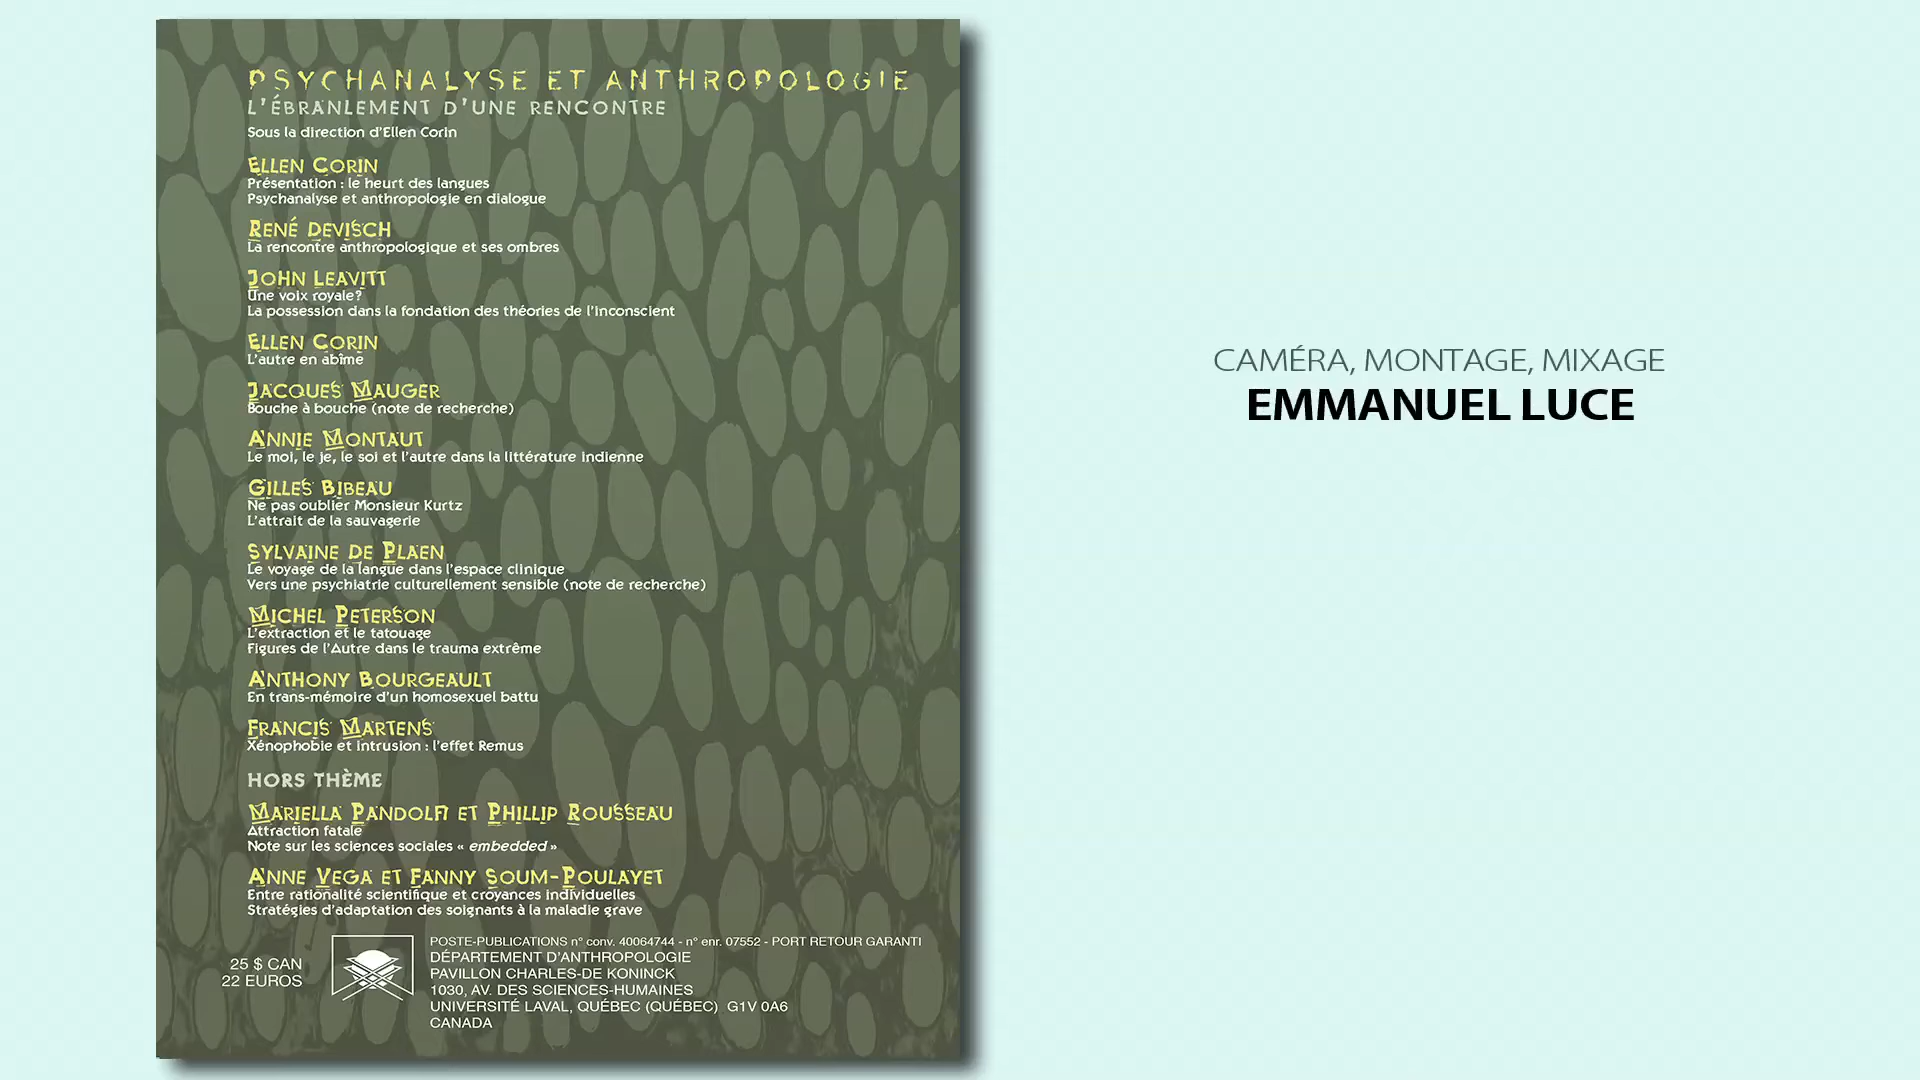 PSYCHANALYSE ET ANTHROPOLOGIE
L'ÉBRANLEMENT D'UNE RENCONTRE
Sous la direction d'Ellen Corin
ELLEN CORIN
Présentation : le heurt des langues
Psychanalyse et anthropologie en dialogue
RENÉ DEVISCH
La rencontre anthropologique et ses ombres
JOHN LEAVITT
Une voix royale?
La possession dans la fondation des théories de l'inconscient
ELLEN CORIN
L'autre en abîme
JACQUES MAUGER
Bouche à bouche (note de recherche)
ANNIE MONTAUT
Le moi, le je, le soi et l'autre dans la littérature indienne
GILLES BIBEAU
Ne pas oublier Monsieur Kurtz
L'attrait de la sauvagerie
SYLVAINE DE PLAEN
Le voyage de la langue dans l'espace clinique
Vers une psychiatrie culturellement sensible (note de recherche)
MICHEL PETERSON
L'extraction et le tatouage
Figures de l'Autre dans le trauma extrême
ANTHONY BOURGEAULT
En trans-mémoire d'un homosexuel battu
FRANCIS MARTENS
Xénophobie et intrusion : l'effet Remus
HORS THÈME
MARIELLA PANDOLFI ET PHILLIP ROUSSEAU
Attraction fatale
Note sur les sciences sociales « embedded »
ANNE VEGA ET FANNY SOUM-POULAYET
Entre rationalité scientifique et croyances individuelles
Stratégies d'adaptation des soignants à la maladie grave
25 $ CAN
22 EUROS
POSTE-PUBLICATIONS n° conv. 40064744 - n° enr. 07552 - PORT RETOUR GARANTI
DÉPARTEMENT D'ANTHROPOLOGIE
PAVILLON CHARLES-DE KONINCK
1030, AV. DES SCIENCES-HUMAINES
UNIVERSITÉ LAVAL, QUÉBEC (QUÉBEC) G1V 0A6
CANADA
CAMÉRA, MONTAGE, MIXAGE
EMMANUEL LUCE